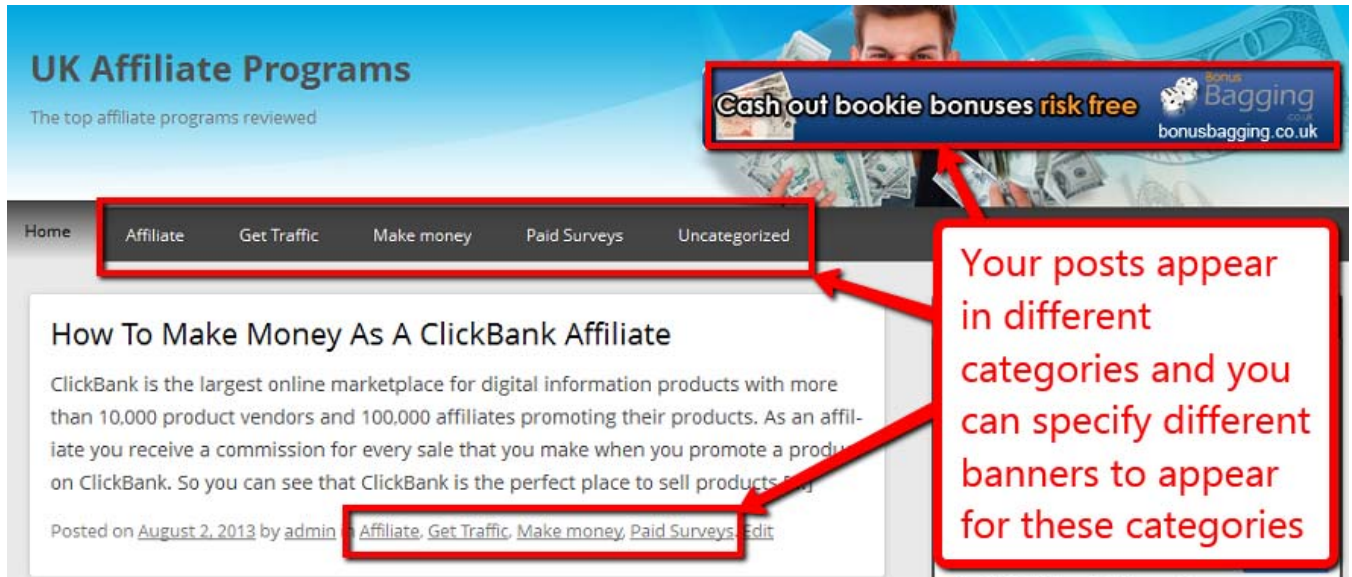 UK Affiliate Programs
The top affiliate programs reviewed
Cash out bookie bonuses risk free
Bonus
Bagging
.co.uk
bonusbagging.co.uk
Home Affiliate Get Traffic Make money Paid Surveys Uncategorized
How To Make Money As A ClickBank Affiliate
ClickBank is the largest online marketplace for digital information products with more
than 10,000 product vendors and 100,000 affiliates promoting their products. As an affil-
iate you receive a commission for every sale that you make when you promote a
on ClickBank. So you can see that ClickBank is the perfect place to sell products
Posted on August 2, 2013 by admin in Affiliate, Get Traffic, Make money, Paid Surveys Edit
Your posts appear
in different
categories and you
can specify different
banners to appear
for these categories